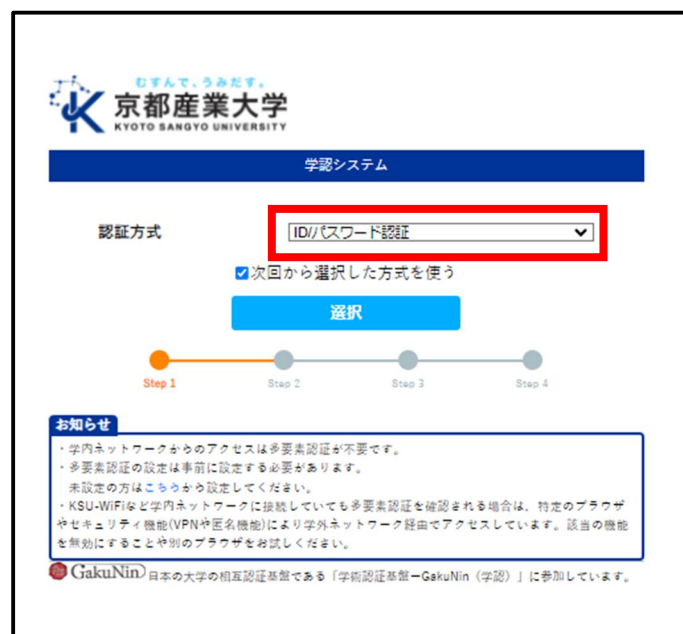 むすんで、うみだす。
京都産業大学
KYOTO SANGYO UNIVERSITY
学認システム
認証方式
ID/パスワード認証
次回から選択した方式を使う
選択
Step 1
Step 2
Step 3
Step 4
お知らせ
・学内ネットワークからのアクセスは多要素認証が不要です。
・多要素認証の設定は事前に設定する必要があります。
未設定の方はこちらから設定してください。
・KSU-WiFiなど学内ネットワークに接続していても多要素認証を確認される場合は、特定のブラウザ
やセキュリティ機能(VPNや匿名機能)により学外ネットワーク経由でアクセスしています。該当の機能
を無効にすることや別のブラウザをお試しください。
GakuNin 日本の大学の相互認証基盤である「学術認証基盤ーGakuNin（学認）」に参加しています。